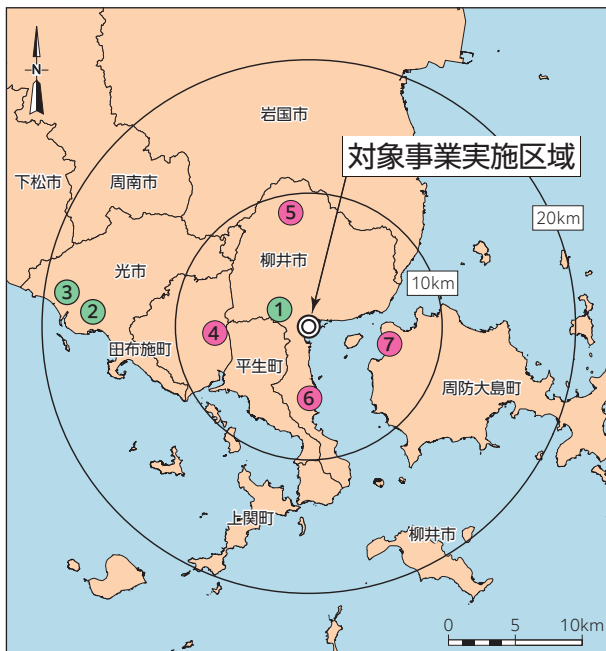 N
岩国市
対象事業実施区域
下松市
周南市
20km
5
光市
柳井市
10km
3
2
1
4
7
田布施町
平生町
周防大島町
6
上関町
柳井市
0 5 10km